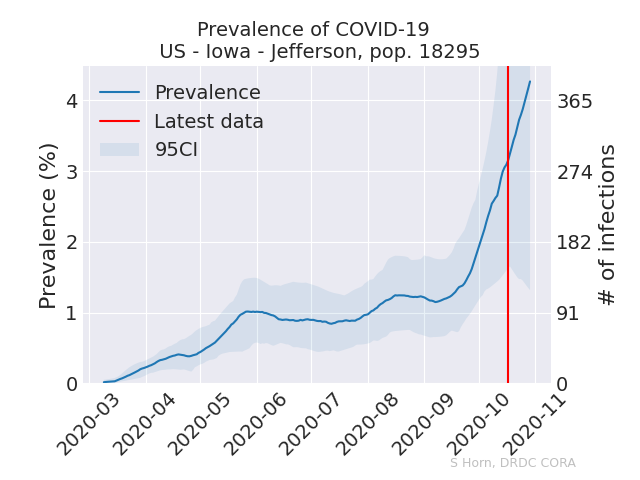 Prevalence of COVID-19
US - Iowa - Jefferson, pop. 18295
Prevalence
Latest data
95CI
Prevalence (%)
4
3
2
1
0
365
274
182
91
0
# of infections
2020-03
2020-04
2020-05
2020-06
2020-07
2020-08
2020-09
2020-10
2020-11
S Horn, DRDC CORA